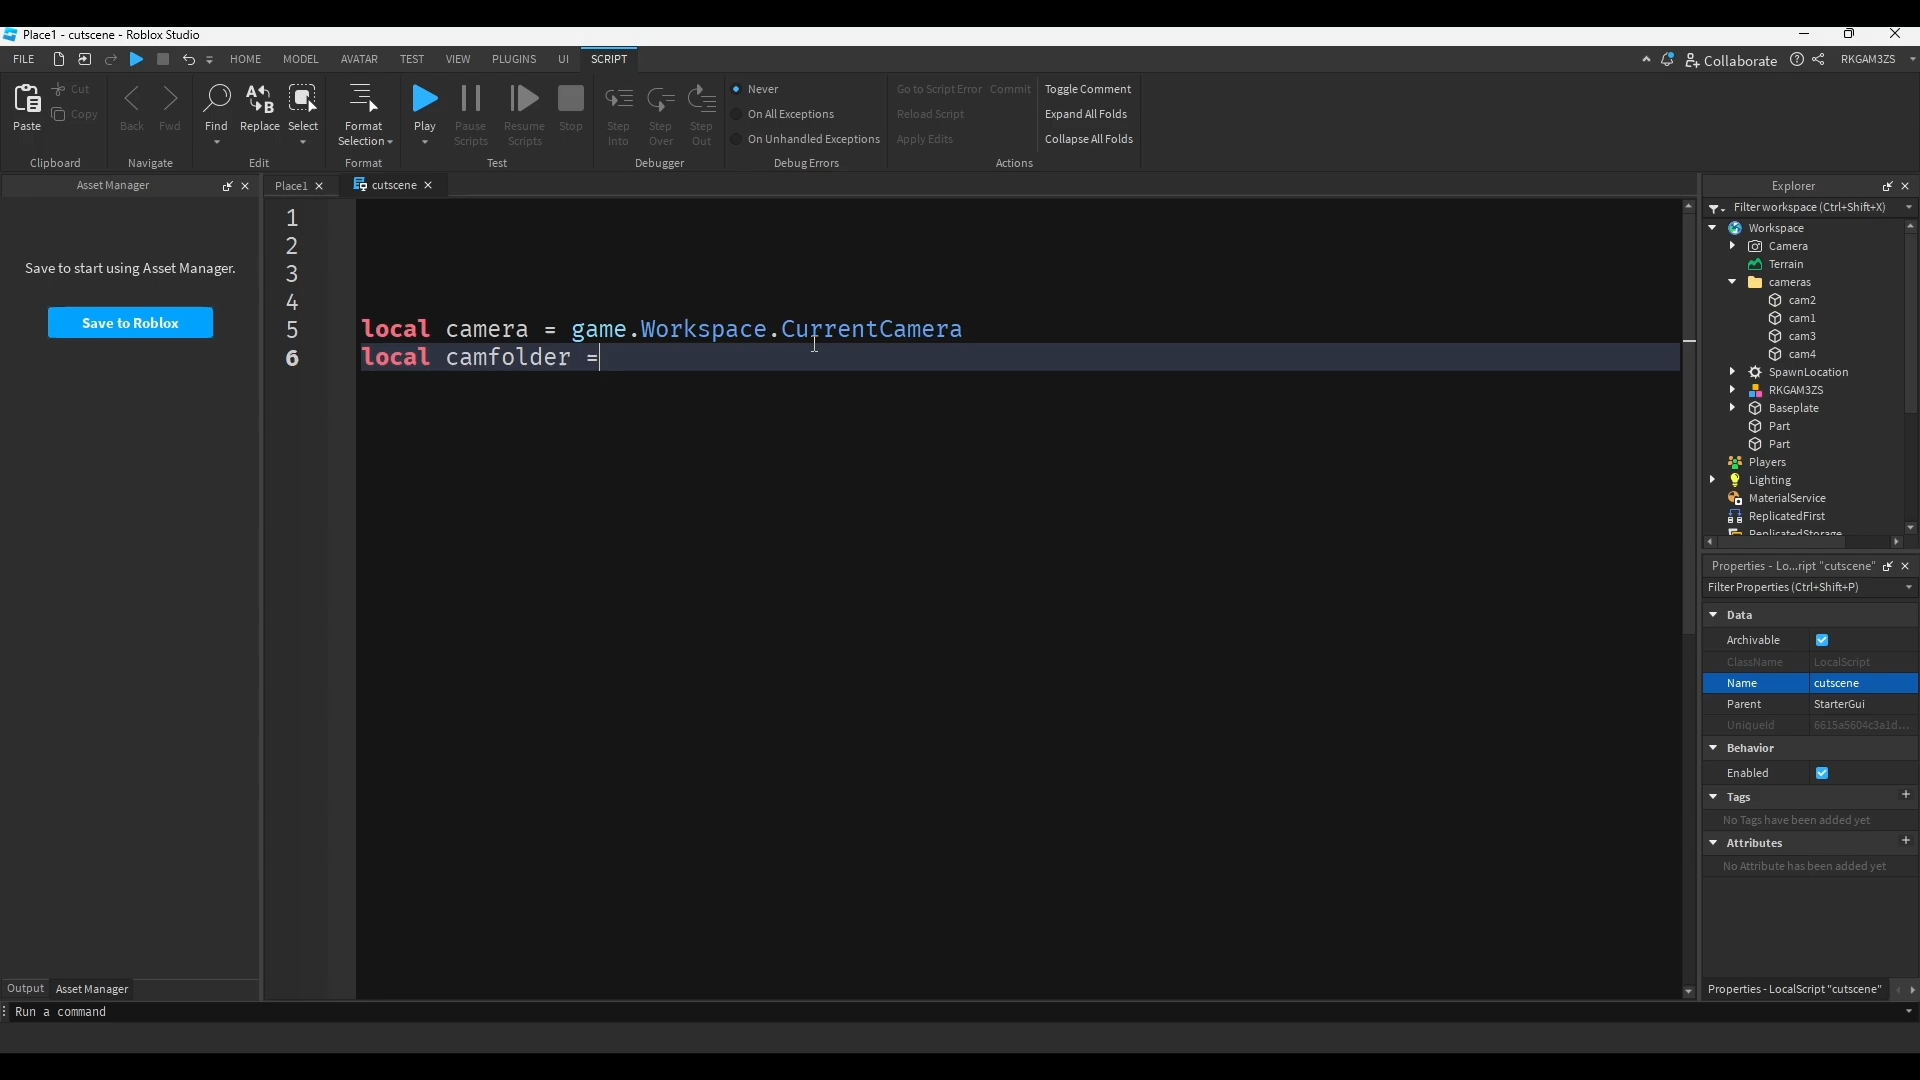 Place1 - cutscene - Roblox Studio
FILE HOME MODEL AVATAR TEST VIEW PLUGINS UI SCRIPT Collaborate RKGAM3ZS
Paste Cut Copy
Clipboard
Back Fwd
Navigate
Find Replace Select
Edit
Format Selection
Format
Play Pause Scripts Resume Scripts Stop
Test
Step Into Step Over Step Out
Debugger
Never
On All Exceptions
On Unhandled Exceptions
Debug Errors
Go to Script Error Commit
Reload Script
Apply Edits
Toggle Comment
Expand All Folds
Collapse All Folds
Actions
Asset Manager
Save to start using Asset Manager.
Save to Roblox
Output Asset Manager
Place1 cutscene
1
2
3
4
5 local camera = game.Workspace.CurrentCamera
6 local camfolder =
Explorer
Filter workspace (Ctrl+Shift+X)
Workspace
Camera
Terrain
cameras
cam2
cam1
cam3
cam4
SpawnLocation
RKGAM3ZS
Baseplate
Part
Part
Players
Lighting
MaterialService
ReplicatedFirst
ReplicatedStorage
Properties - Lo...ript "cutscene"
Filter Properties (Ctrl+Shift+P)
Data
Archivable
ClassName LocalScript
Name cutscene
Parent StarterGui
UniqueId 6615a5604c3a1d...
Behavior
Enabled
Tags +
No Tags have been added yet
Attributes +
No Attribute has been added yet
Properties - LocalScript "cutscene"
Run a command